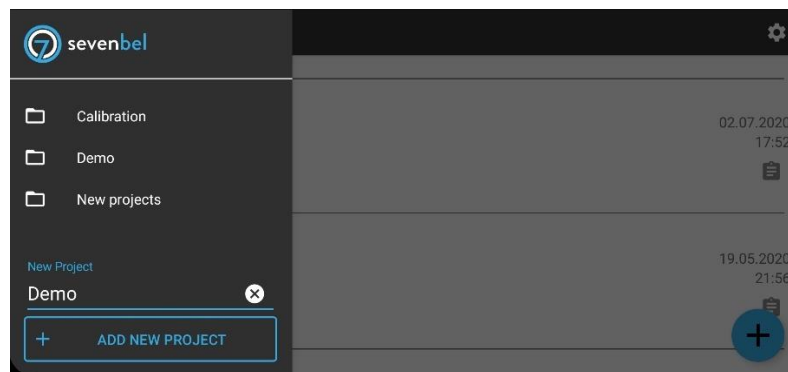 sevenbel
Calibration
Demo
New projects
New Project
Demo
+ ADD NEW PROJECT
02.07.2020
17:52
19.05.2020
21:56
+